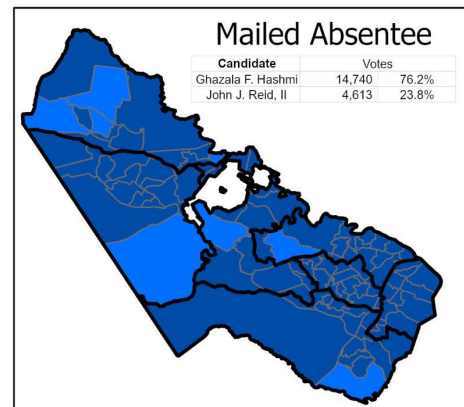 Mailed Absentee
Candidate Votes
Ghazala F. Hashmi 14,740 76.2%
John J. Reid, II 4,613 23.8%